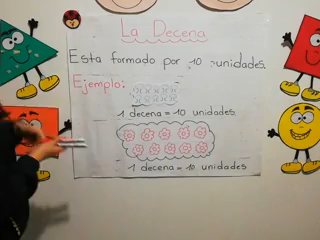 La Decena
Esta formado por 10 unidades.
Ejemplo:
1 decena = 10 unidades
1 decena = 10 unidades